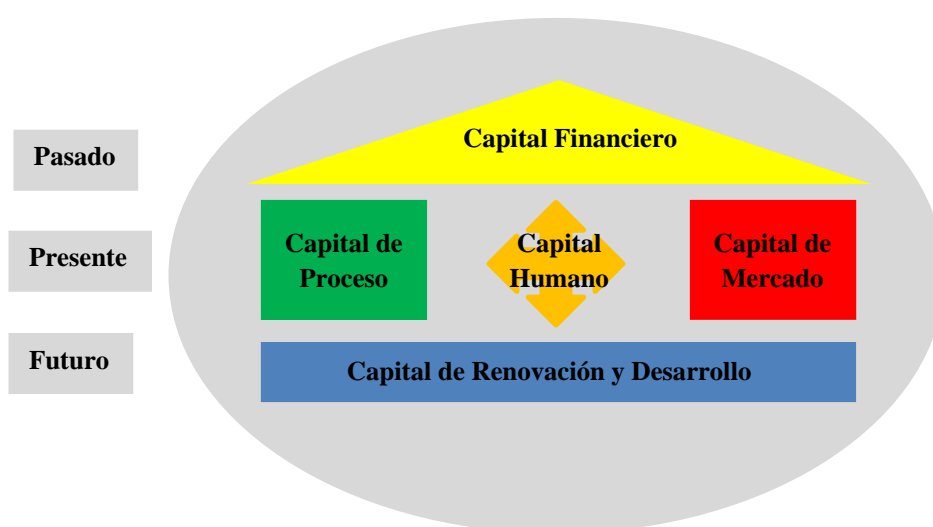 Capital Financiero
Pasado
Capital de
Proceso
Capital
Humano
Capital de
Mercado
Presente
Capital de Renovación y Desarrollo
Futuro